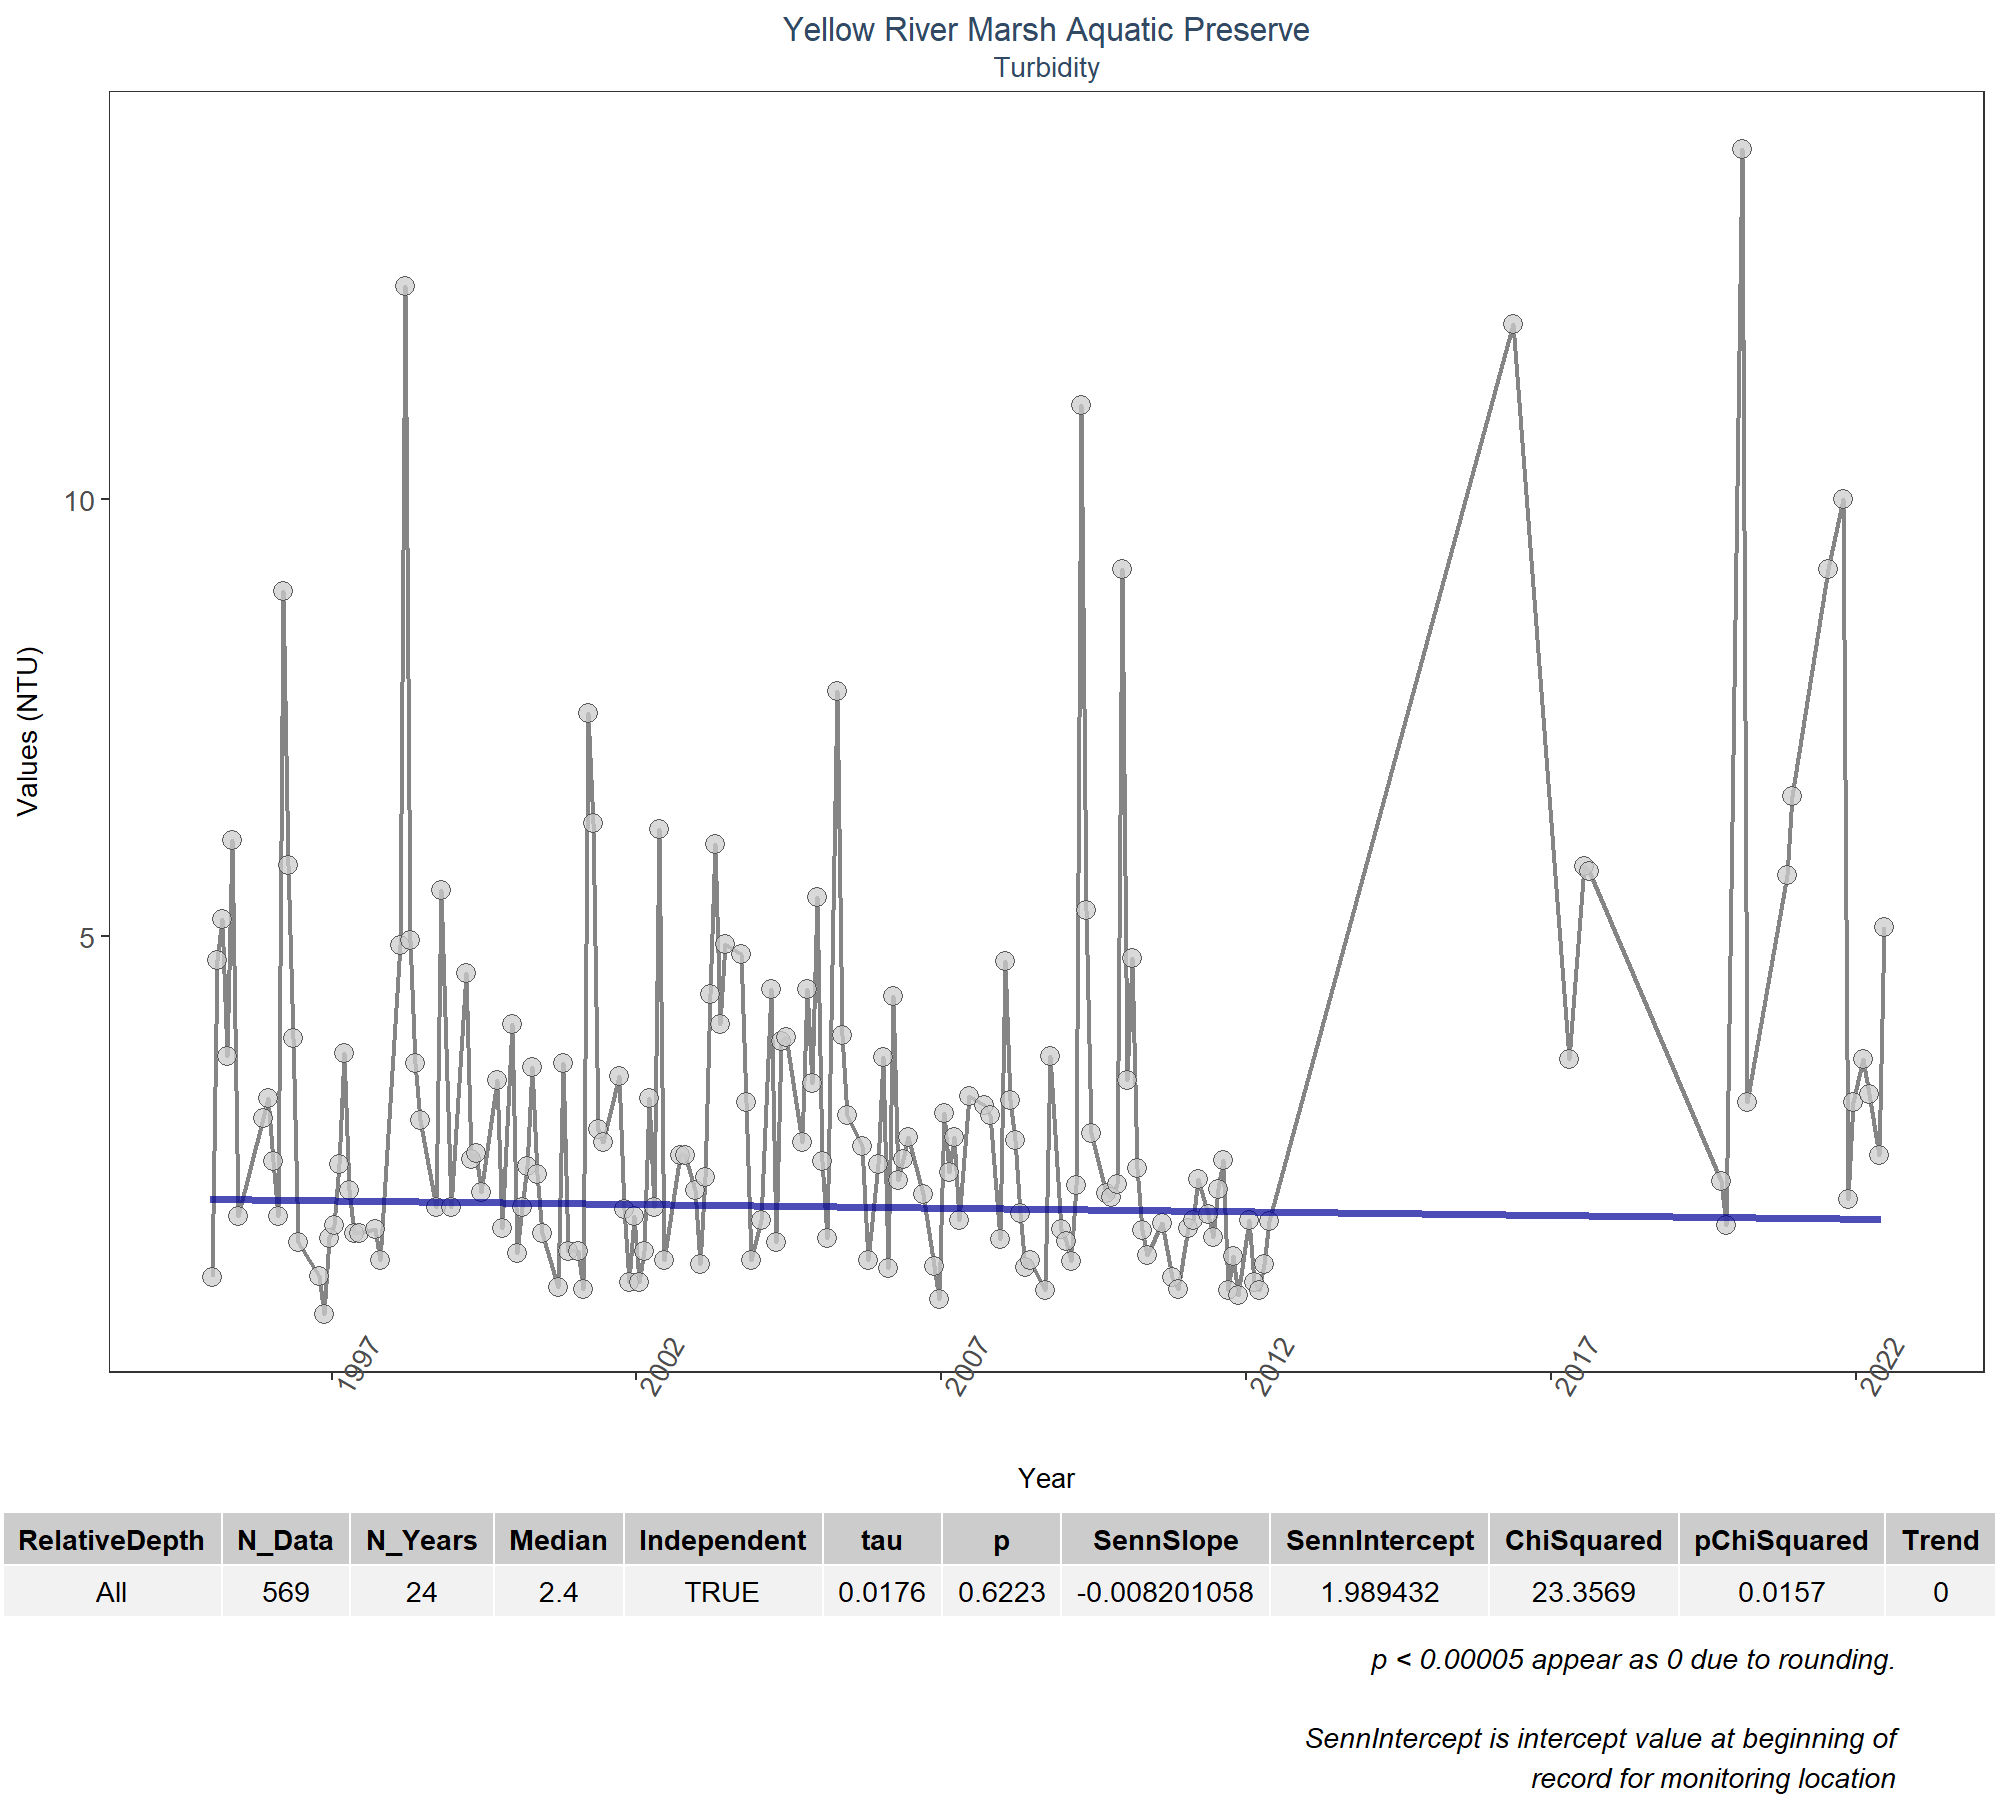 Yellow River Marsh Aquatic Preserve
Turbidity
10
5
Values (NTU)
1997 2002 2007 2012 2017 2022
Year
RelativeDepth N_Data N_Years Median Independent tau p SennSlope SennIntercept ChiSquared pChiSquared Trend
All 569 24 2.4 TRUE 0.0176 0.6223 -0.008201058 1.989432 23.3569 0.0157 0
p < 0.00005 appear as 0 due to rounding.
SennIntercept is intercept value at beginning of
record for monitoring location